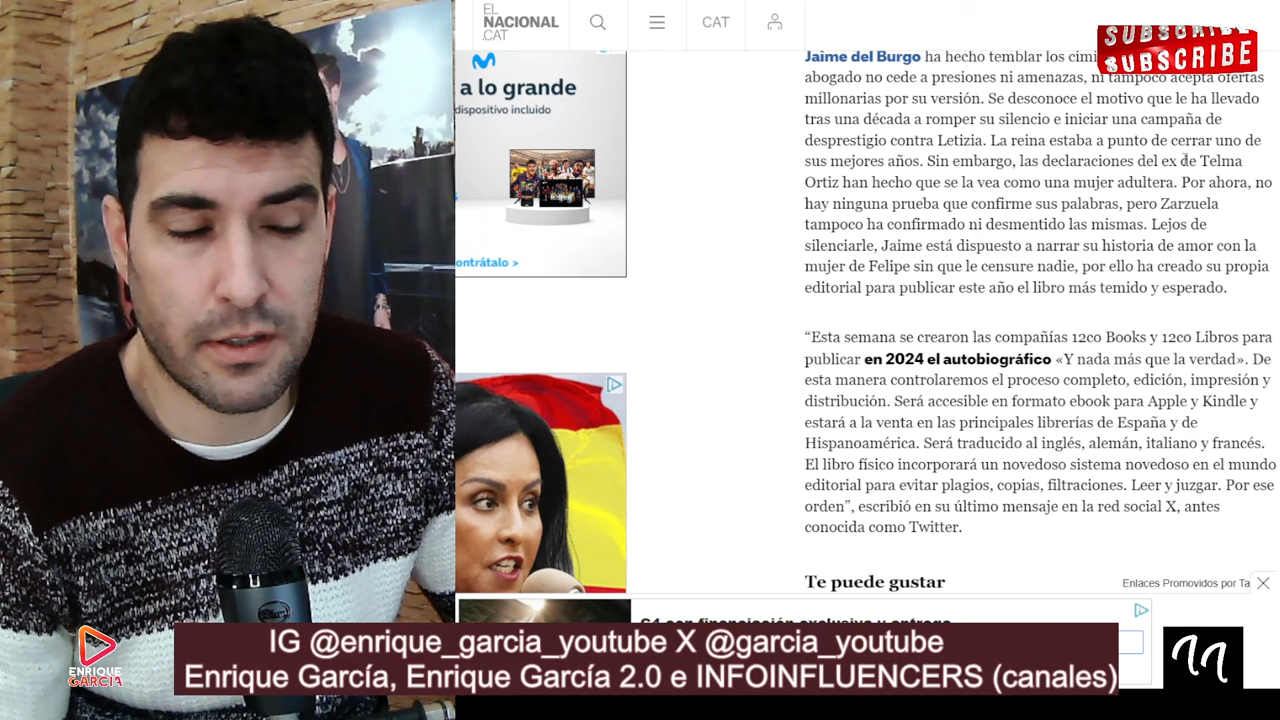 EL
NACIONAL
.CAT
CAT
SUBSCRIBE
SUBSCRIBE
a lo grande
dispositivo incluido
contrátalo >
Jaime del Burgo ha hecho temblar los cimi
abogado no cede a presiones ni amenazas, ni tampoco acepta ofertas
millonarias por su versión. Se desconoce el motivo que le ha llevado
tras una década a romper su silencio e iniciar una campaña de
desprestigio contra Letizia. La reina estaba a punto de cerrar uno de
sus mejores años. Sin embargo, las declaraciones del ex de Telma
Ortiz han hecho que se la vea como una mujer adultera. Por ahora, no
hay ninguna prueba que confirme sus palabras, pero Zarzuela
tampoco ha confirmado ni desmentido las mismas. Lejos de
silenciarle, Jaime está dispuesto a narrar su historia de amor con la
mujer de Felipe sin que le censure nadie, por ello ha creado su propia
editorial para publicar este año el libro más temido y esperado.
“Esta semana se crearon las compañías 12co Books y 12co Libros para
publicar en 2024 el autobiográfico «Y nada más que la verdad». De
esta manera controlaremos el proceso completo, edición, impresión y
distribución. Será accesible en formato ebook para Apple y Kindle y
estará a la venta en las principales librerías de España y de
Hispanoamérica. Será traducido al inglés, alemán, italiano y francés.
El libro físico incorporará un novedoso sistema novedoso en el mundo
editorial para evitar plagios, copias, filtraciones. Leer y juzgar. Por ese
orden”, escribió en su último mensaje en la red social X, antes
conocida como Twitter.
Te puede gustar
Enlaces Promovidos por Ta
IG @enrique_garcia_youtube X @garcia_youtube
Enrique García, Enrique García 2.0 e INFOINFLUENCERS (canales)
ENRIQUE
GARCÍA